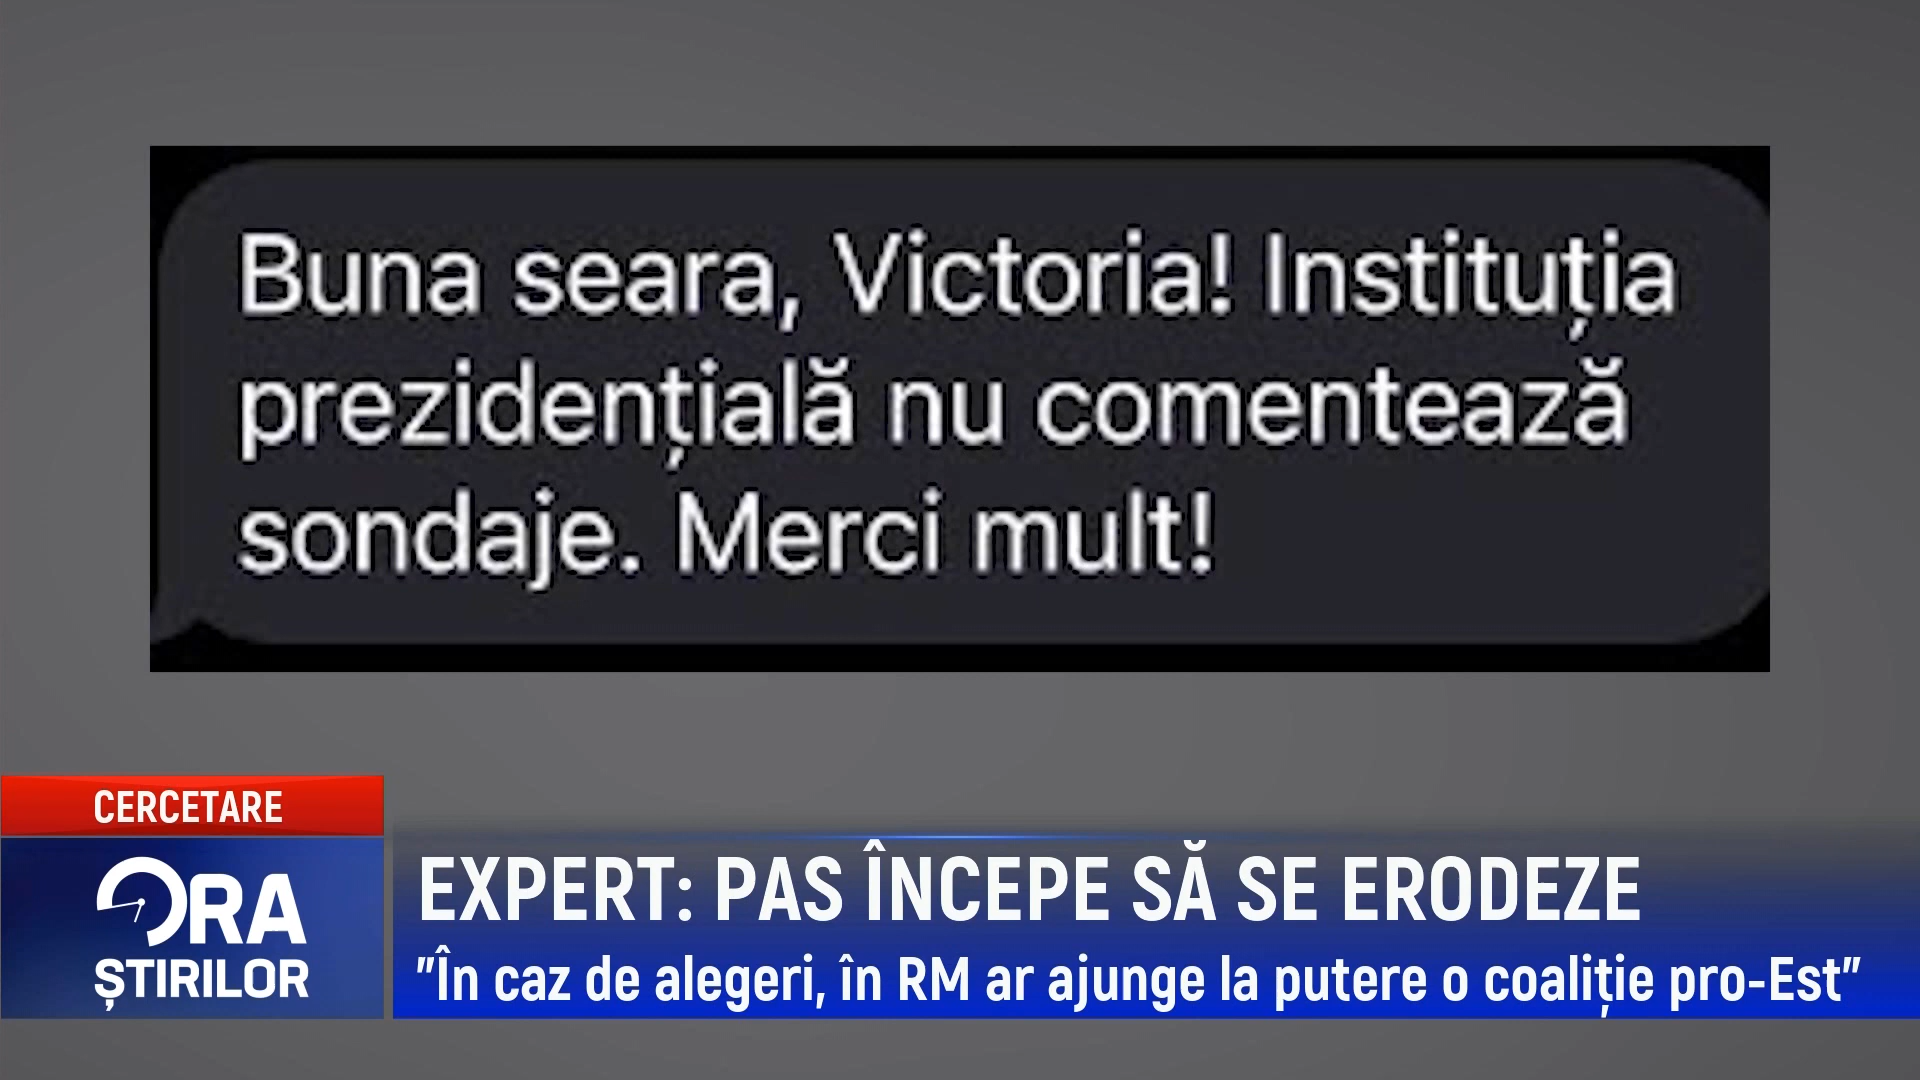 Buna seara, Victoria! Instituția
prezidențială nu comentează
sondaje. Merci mult!
CERCETARE
ORA
ȘTIRILOR
EXPERT: PAS ÎNCEPE SĂ SE ERODEZE
"În caz de alegeri, în RM ar ajunge la putere o coaliție pro-Est"